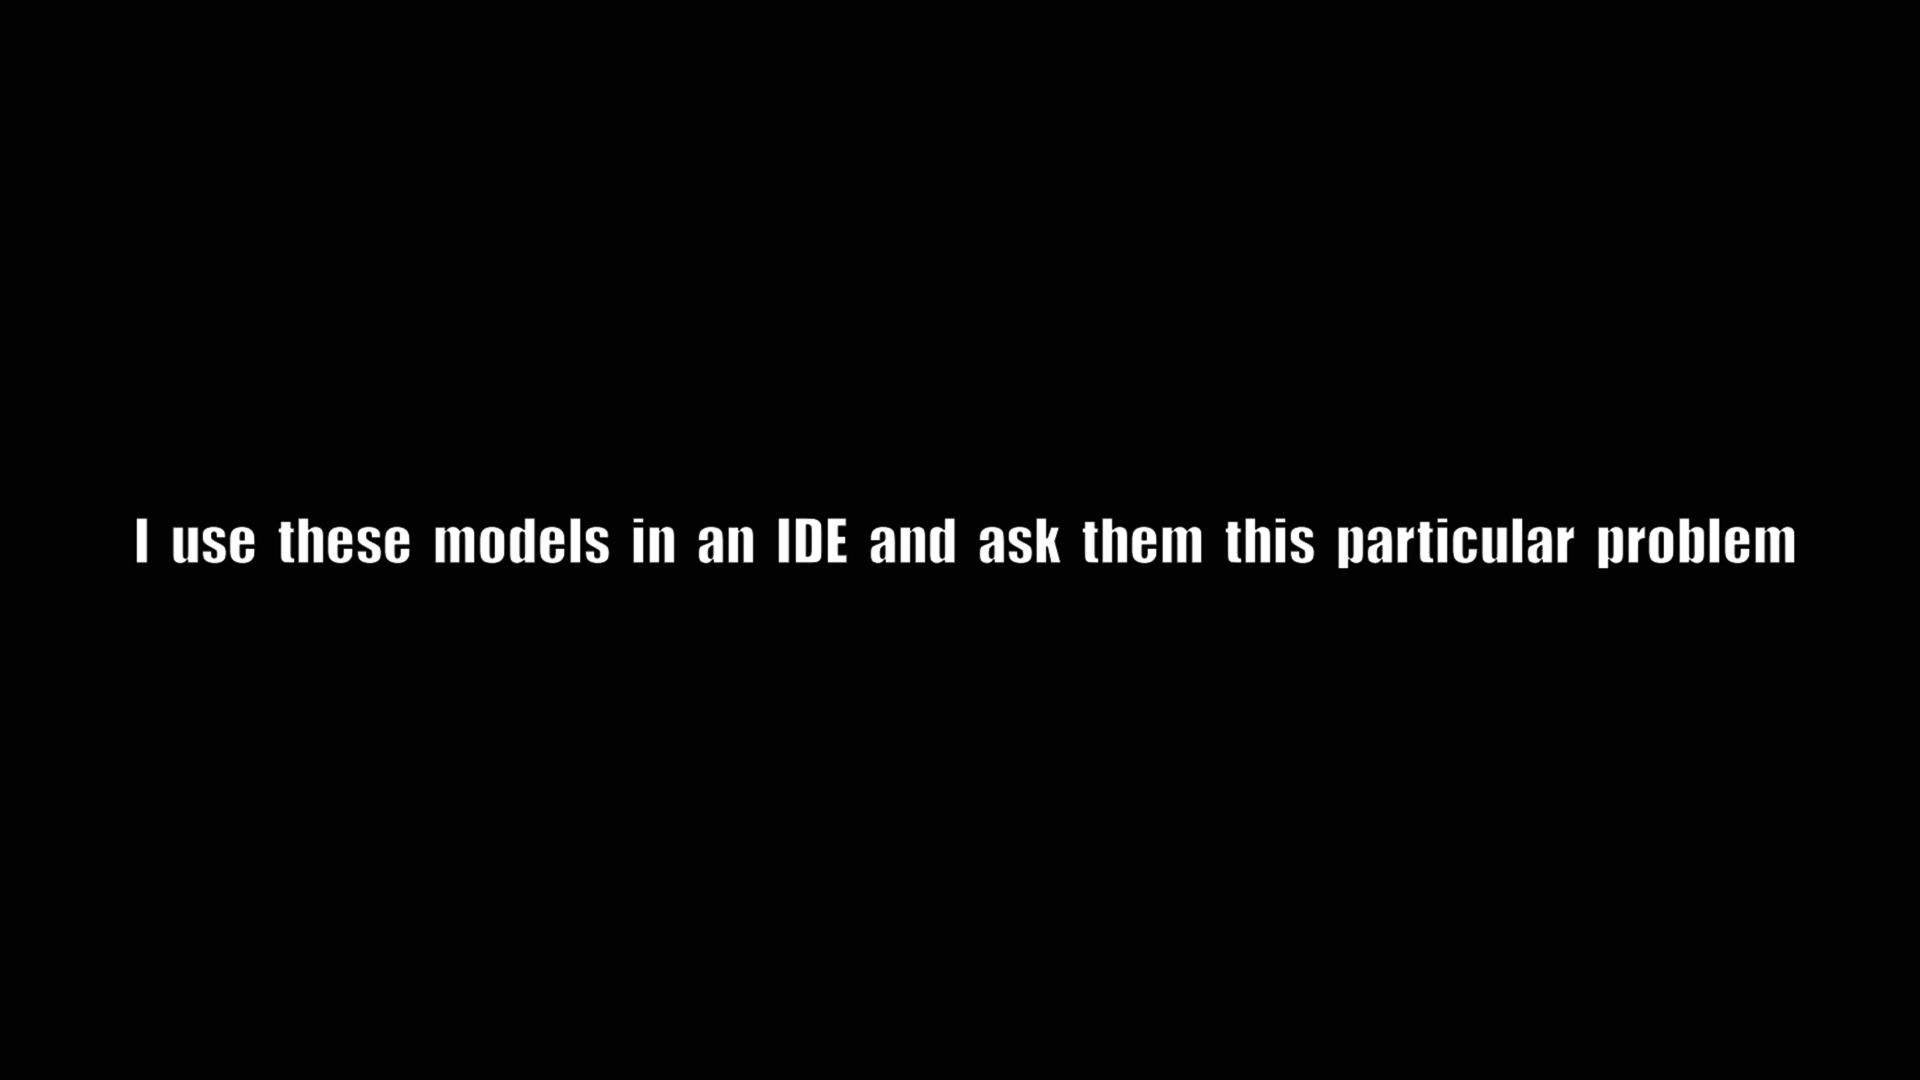 I use these models in an IDE and ask them this particular problem